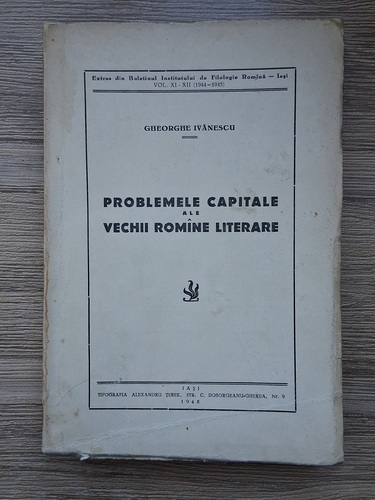 Extras din Buletinul Institutului de Filologie Romînă — Iași
VOL. XI - XII (1944—1945)
GHEORGHE IVĂNESCU
PROBLEMELE CAPITALE
ALE
VECHII ROMÎNE LITERARE
IAȘI
TIPOGRAFIA ALEXANDRU ȚEREK, STR. C. DOBROGEANU-GHEREA, Nr. 9
1948